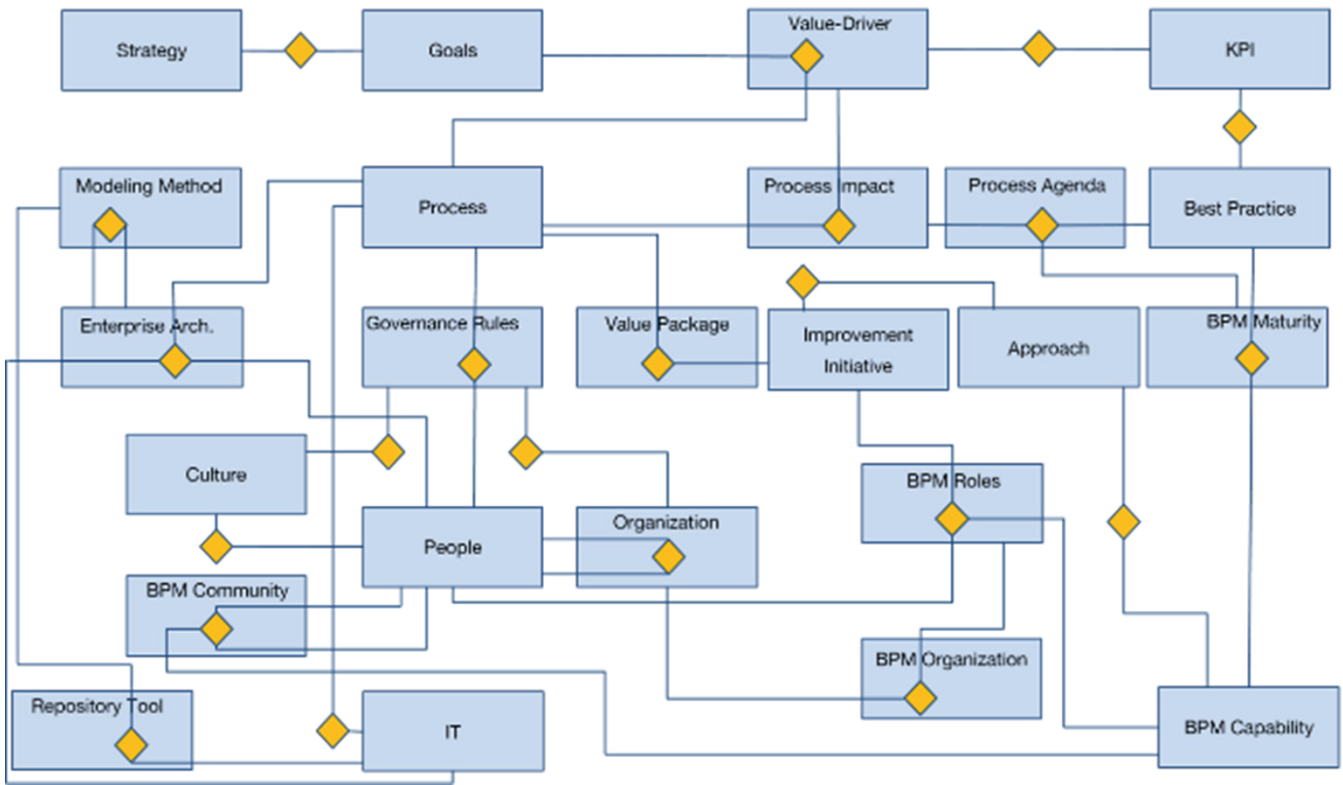 Strategy
Goals
Value-Driver
KPI
Modeling Method
Process
Process Impact
Process Agenda
Best Practice
Enterprise Arch.
Governance Rules
Value Package
Improvement
Initiative
Approach
BPM Maturity
Culture
BPM Roles
People
Organization
BPM Community
BPM Organization
Repository Tool
IT
BPM Capability